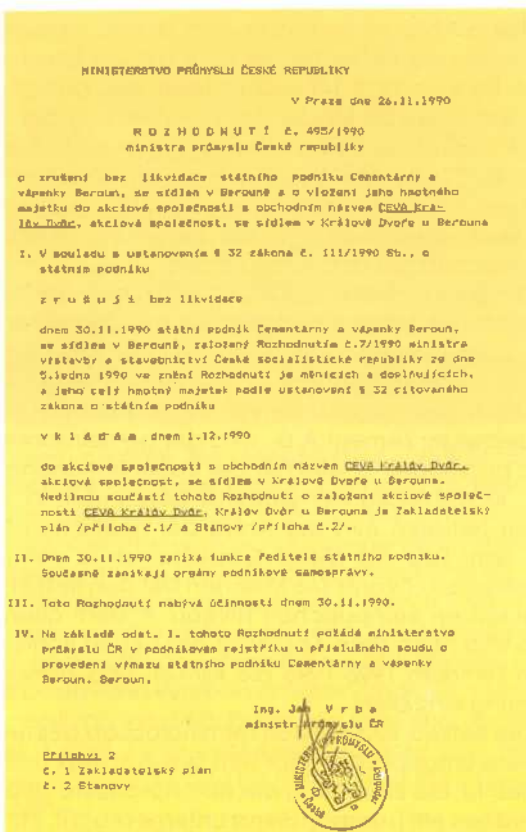 MINISTERSTVO PRŮMYSLU ČESKÉ REPUBLIKY
V Praze dne 26.11.1990
R O Z H O D N U T Í č. 495/1990
ministra průmyslu České republiky
o zrušení bez likvidace státního podniku Cementárny a
vápenky Beroun, se sídlem v Berouně a o vložení jeho hmotného
majetku do akciové společnosti s obchodním názvem CEVA Krá-
lův Dvůr, akciová společnost, se sídlem v Králově Dvoře u Berouna
I. V souladu s ustanovením § 32 zákona č. 111/1990 Sb., o
státním podniku
z r u š u j i bez likvidace
dnem 30.11.1990 státní podnik Cementárny a vápenky Beroun,
se sídlem v Berouně, založený Rozhodnutím č.7/1990 ministra
výstavby a stavebnictví České socialistické republiky ze dne
5.ledna 1990 ve znění Rozhodnutí je měnících a doplňujících,
a jeho celý hmotný majetek podle ustanovení § 32 citovaného
zákona o státním podniku
v k l á d á m dnem 1.12.1990
do akciové společnosti s obchodním názvem CEVA Králův Dvůr,
akciová společnost, se sídlem v Králově Dvoře u Berouna.
Nedílnou součástí tohoto Rozhodnutí o založení akciové společ-
nosti CEVA Králův Dvůr, Králův Dvůr u Berouna je Zakladatelský
plán /příloha č.1/ a Stanovy /příloha č.2/.
II. Dnem 30.11.1990 zaniká funkce ředitele státního podniku.
Současně zanikají orgány podnikové samosprávy.
III. Toto Rozhodnutí nabývá účinnosti dnem 30.11.1990.
IV. Na základě odst. I. tohoto Rozhodnutí požádá ministerstvo
průmyslu ČR v podnikovém rejstříku u příslušného soudu o
provedení výmazu státního podniku Cementárny a vápenky
Beroun. Beroun.
Ing. Jan V r b a
ministr průmyslu ČR
Přílohy: 2
č. 1 Zakladatelský plán
č. 2 Stanovy
MINISTERSTVO PRŮMYSLU